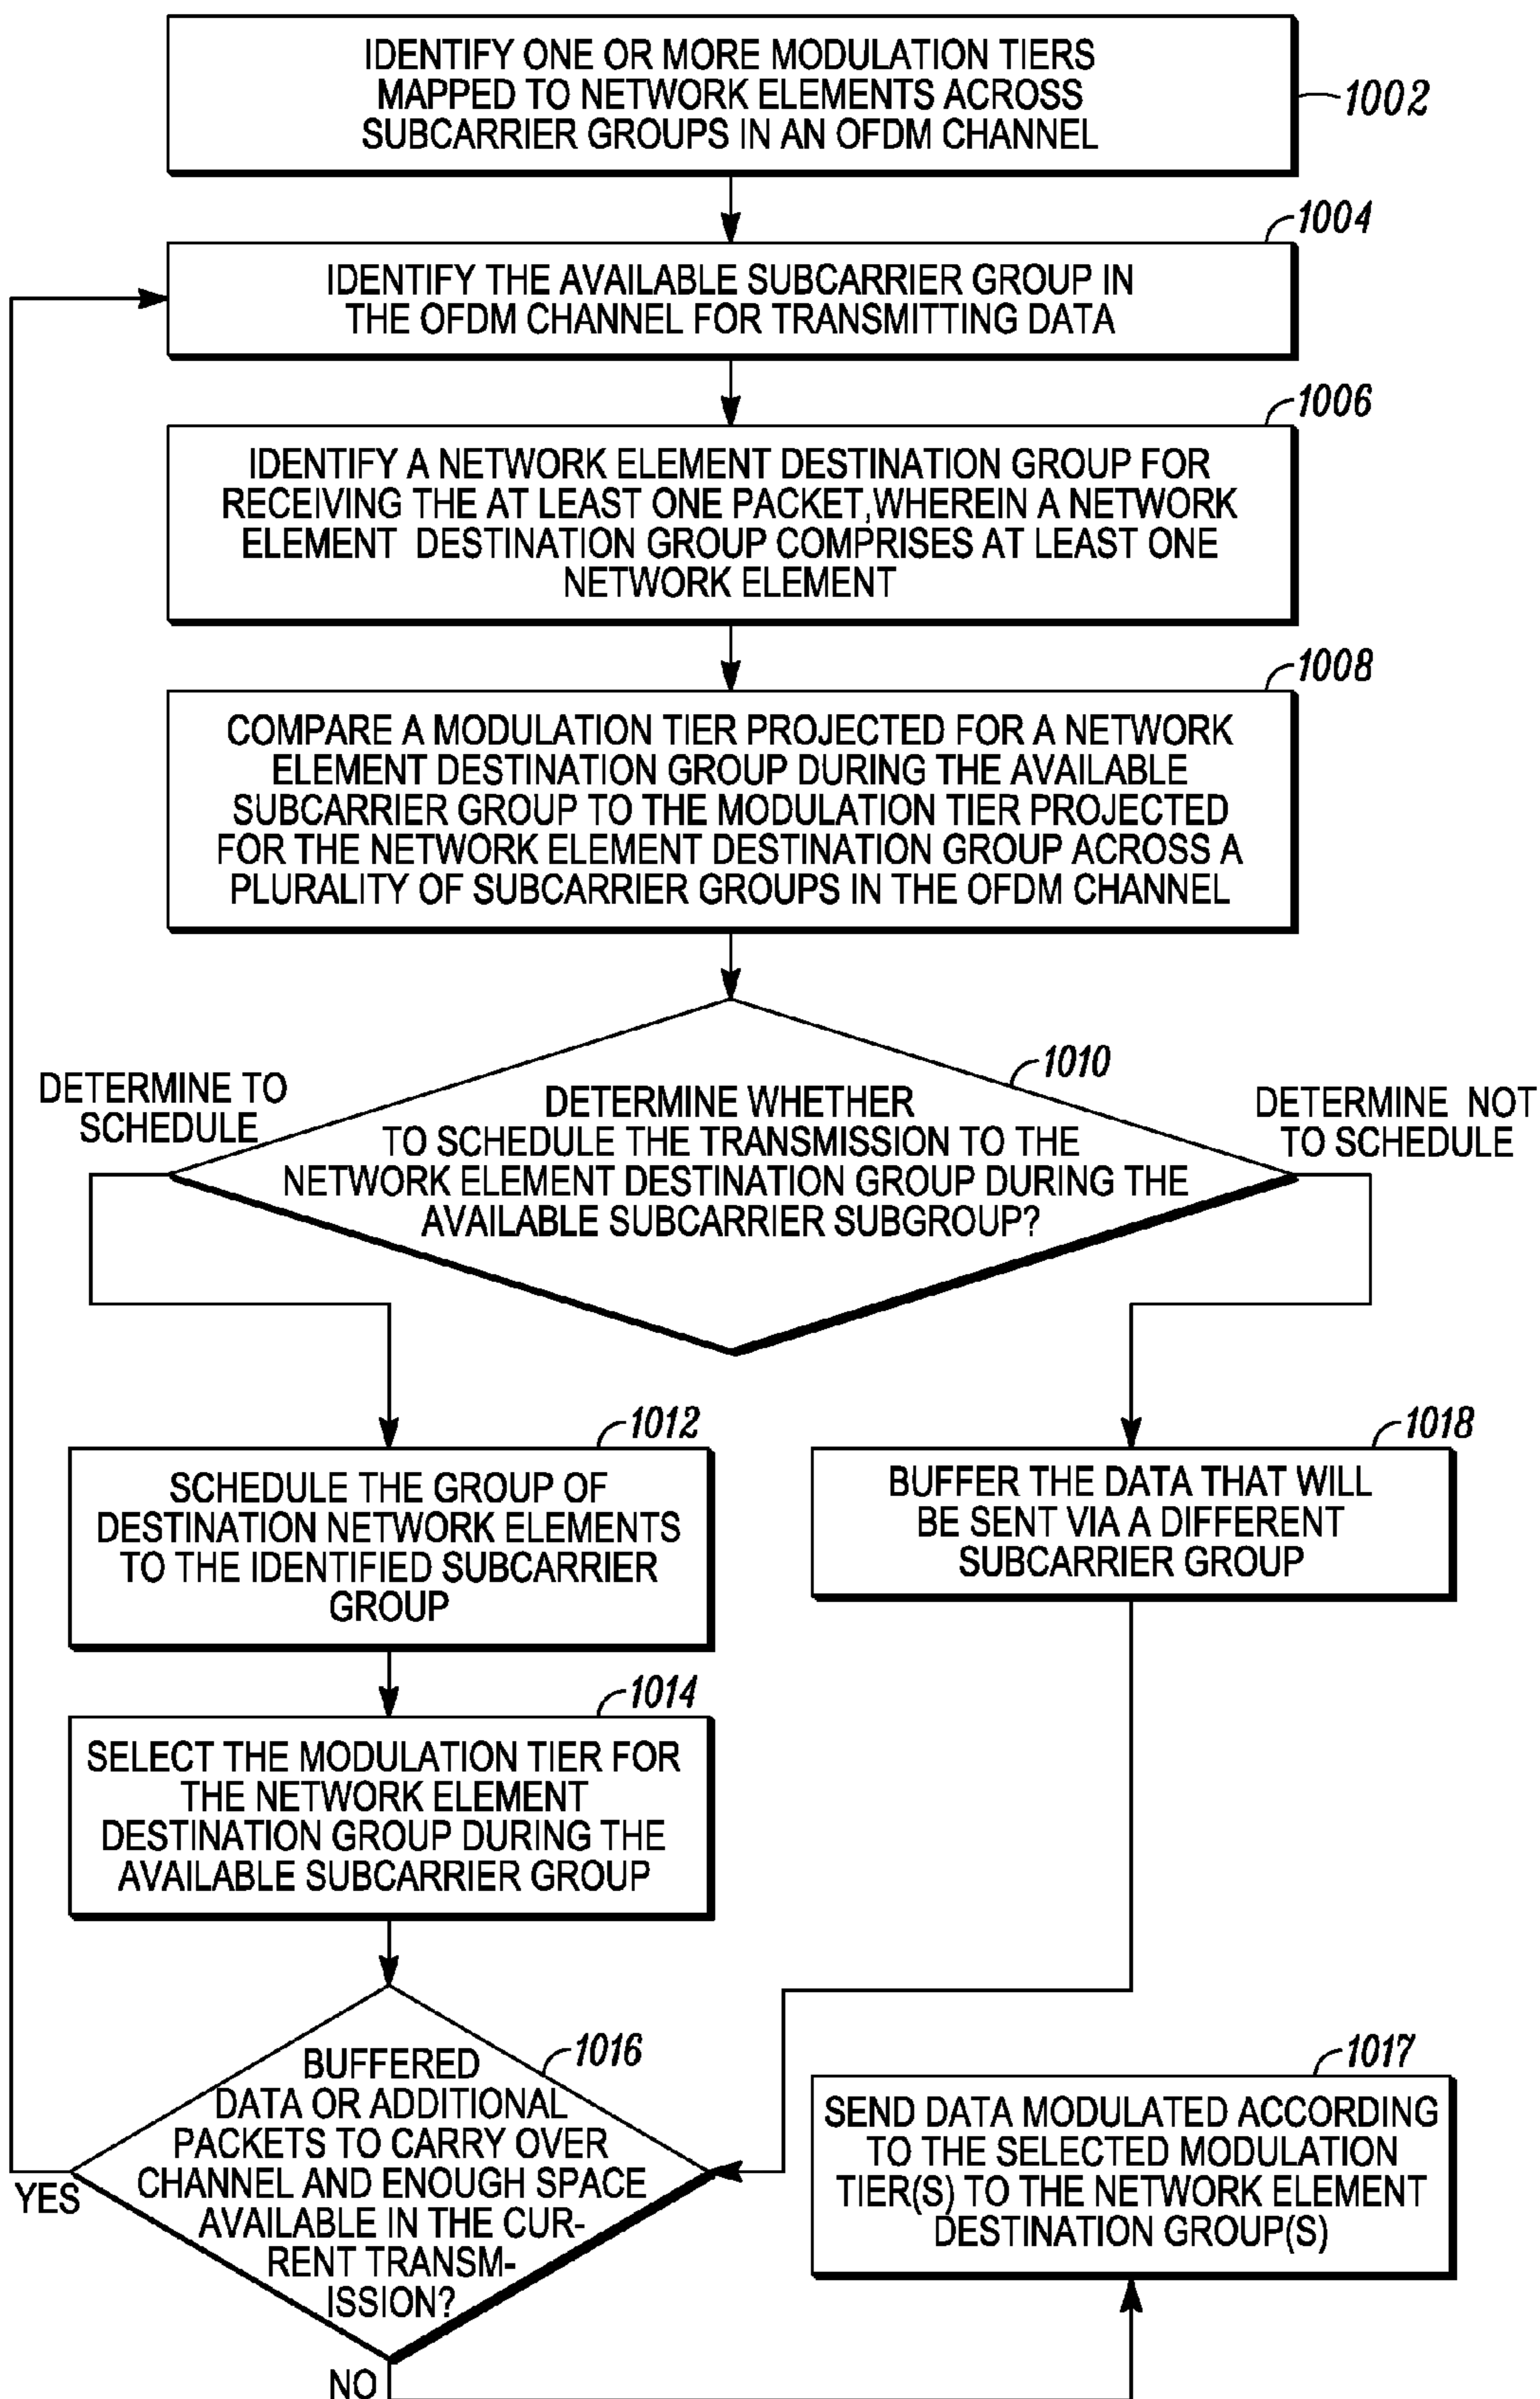 IDENTIFY ONE OR MORE MODULATION TIERS
MAPPED TO NETWORK ELEMENTS ACROSS
SUBCARRIER GROUPS IN AN OFDM CHANNEL
1002
1004
IDENTIFY THE AVAILABLE SUBCARRIER GROUP IN
THE OFDM CHANNEL FOR TRANSMITTING DATA
1006
IDENTIFY A NETWORK ELEMENT DESTINATION GROUP FOR
RECEIVING THE AT LEAST ONE PACKET,WHEREIN A NETWORK
ELEMENT DESTINATION GROUP COMPRISES AT LEAST ONE
NETWORK ELEMENT
1008
COMPARE A MODULATION TIER PROJECTED FOR A NETWORK
ELEMENT DESTINATION GROUP DURING THE AVAILABLE
SUBCARRIER GROUP TO THE MODULATION TIER PROJECTED
FOR THE NETWORK ELEMENT DESTINATION GROUP ACROSS A
PLURALITY OF SUBCARRIER GROUPS IN THE OFDM CHANNEL
1010
DETERMINE TO
SCHEDULE
DETERMINE WHETHER
TO SCHEDULE THE TRANSMISSION TO THE
NETWORK ELEMENT DESTINATION GROUP DURING THE
AVAILABLE SUBCARRIER SUBGROUP?
DETERMINE NOT
TO SCHEDULE
1012
SCHEDULE THE GROUP OF
DESTINATION NETWORK ELEMENTS
TO THE IDENTIFIED SUBCARRIER
GROUP
1018
BUFFER THE DATA THAT WILL
BE SENT VIA A DIFFERENT
SUBCARRIER GROUP
1014
SELECT THE MODULATION TIER FOR
THE NETWORK ELEMENT
DESTINATION GROUP DURING THE
AVAILABLE SUBCARRIER GROUP
1016
BUFFERED
DATA OR ADDITIONAL
PACKETS TO CARRY OVER
CHANNEL AND ENOUGH SPACE
AVAILABLE IN THE CUR-
RENT TRANSM-
ISSION?
YES
NO
1017
SEND DATA MODULATED ACCORDING
TO THE SELECTED MODULATION
TIER(S) TO THE NETWORK ELEMENT
DESTINATION GROUP(S)